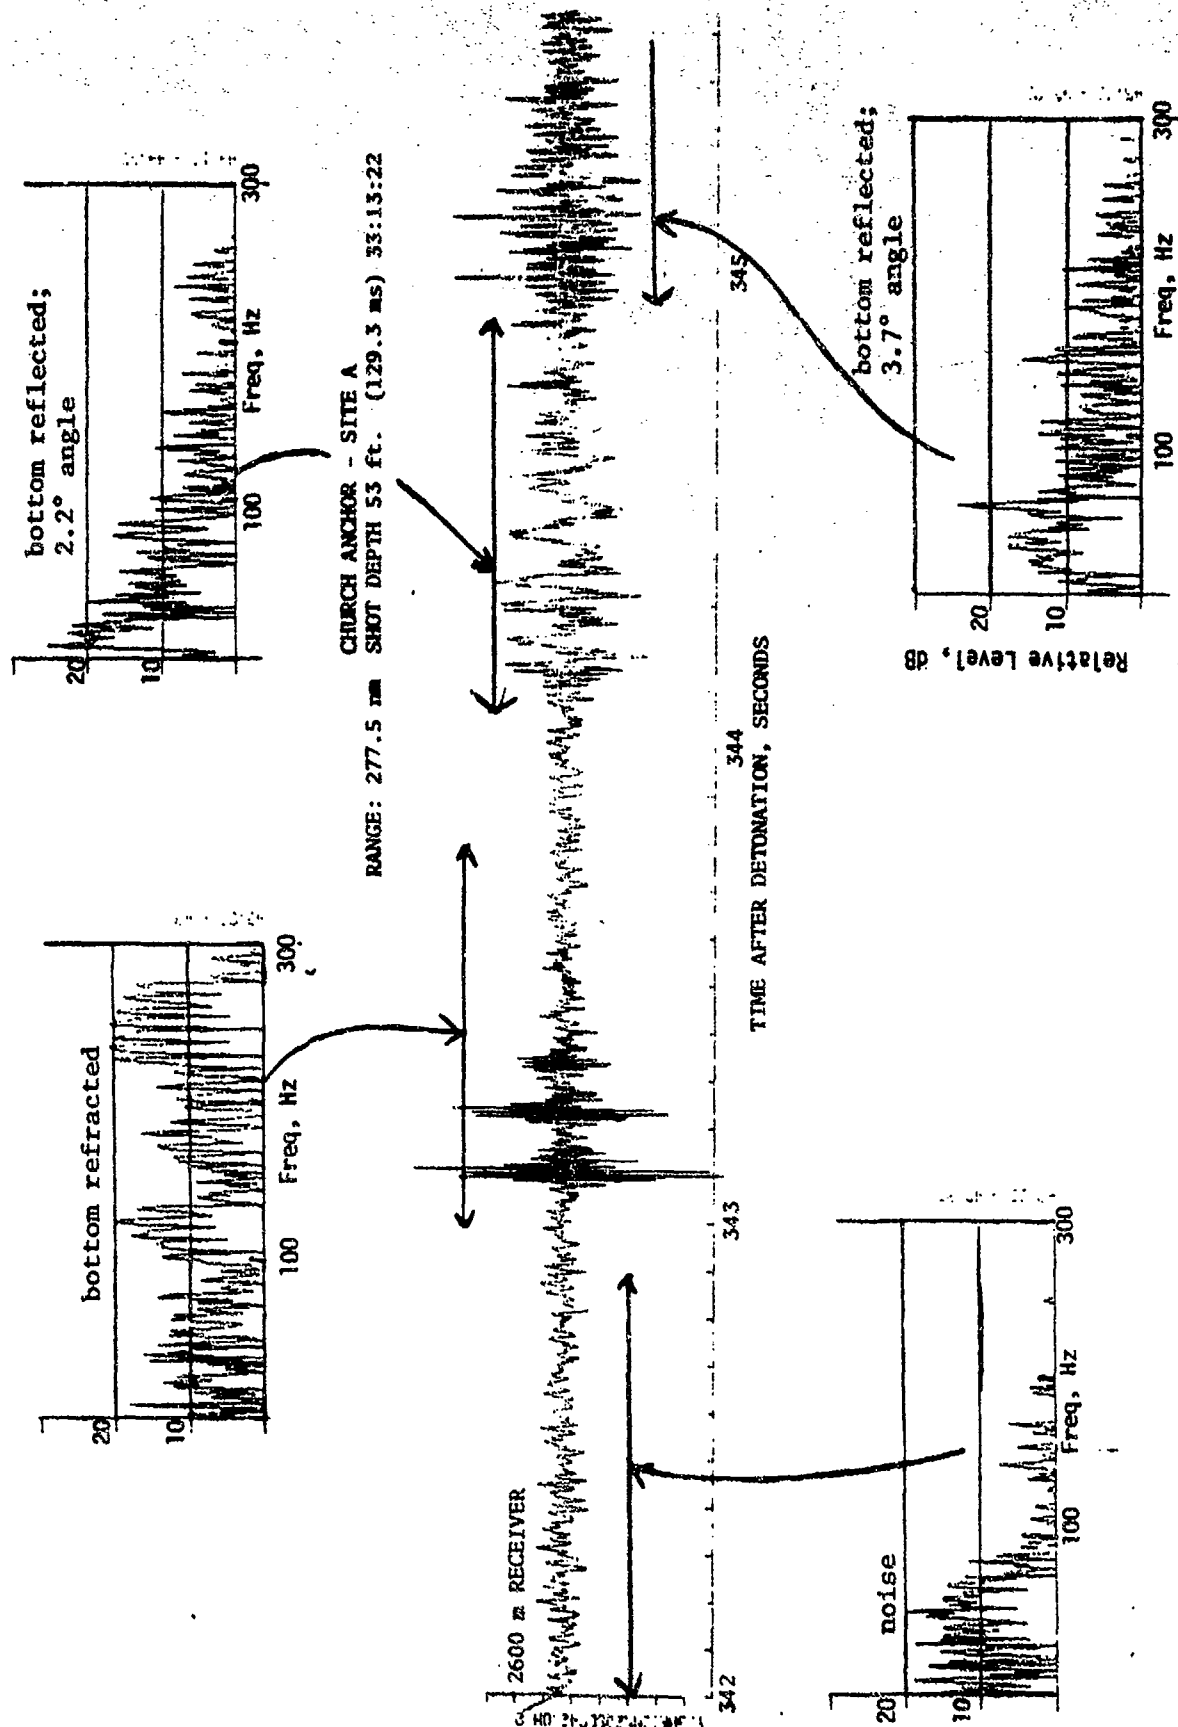 bottom refracted
20
10
100
Freq, Hz
300
bottom reflected;
2.2° angle
20
10
100
Freq, Hz
300
CHURCH ANCHOR - SITE A
RANGE: 277.5 nm SHOT DEPTH 53 ft. (129.3 ms) 33:13:22
2600 m RECEIVER
342
343
344
345
TIME AFTER DETONATION, SECONDS
noise
20
10
100
Freq, Hz
300
bottom reflected;
3.7° angle
Relative Level, dB
20
10
100
Freq, Hz
300